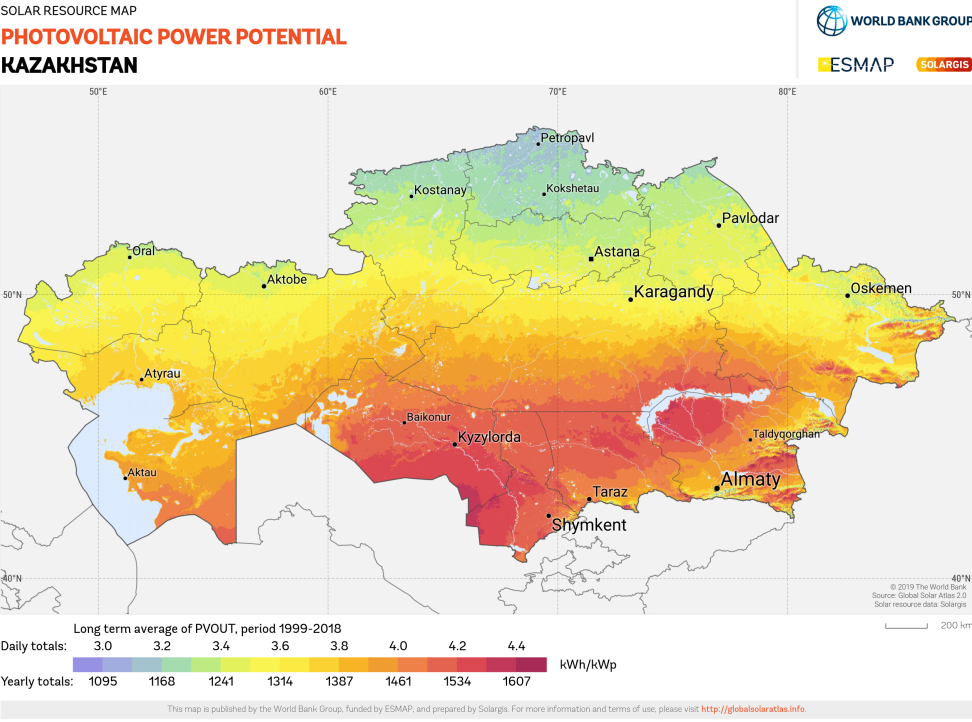 SOLAR RESOURCE MAP
PHOTOVOLTAIC POWER POTENTIAL
KAZAKHSTAN
WORLD BANK GROUP
ESMAP
SOLARGIS
50°E 60°E 70°E 80°E
Petropavl
Kostanay
Kokshetau
Pavlodar
Oral
Astana
Aktobe
Karagandy
Oskemen
50°N 50°N
Atyrau
Baikonur
Kyzylorda
Taldyqorghan
Aktau
Almaty
Taraz
Shymkent
40°N 40°N
© 2019 The World Bank
Source: Global Solar Atlas 2.0
Solar resource data: Solargis
200 km
Long term average of PVOUT, period 1999-2018
Daily totals: 3.0 3.2 3.4 3.6 3.8 4.0 4.2 4.4
kWh/kWp
Yearly totals: 1095 1168 1241 1314 1387 1461 1534 1607
This map is published by the World Bank Group, funded by ESMAP, and prepared by Solargis. For more information and terms of use, please visit http://globalsolaratlas.info.